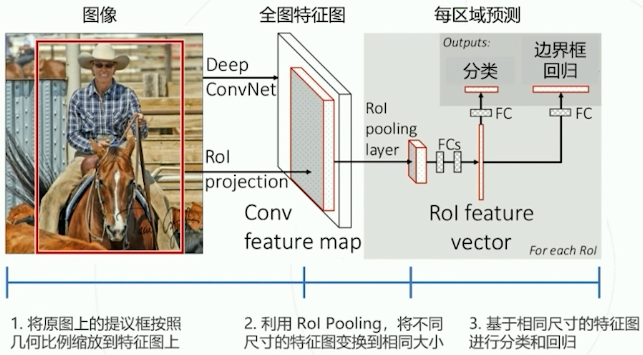 图像
全图特征图
每区域预测
Outputs:
分类
边界框
回归
Deep
ConvNet
RoI
pooling
layer
FC
FC
FCs
RoI
projection
Conv
feature map
RoI feature
vector
For each RoI
1. 将原图上的提议框按照
几何比例缩放到特征图上
2. 利用 RoI Pooling，将不同
尺寸的特征图变换到相同大小
3. 基于相同尺寸的特征图
进行分类和回归